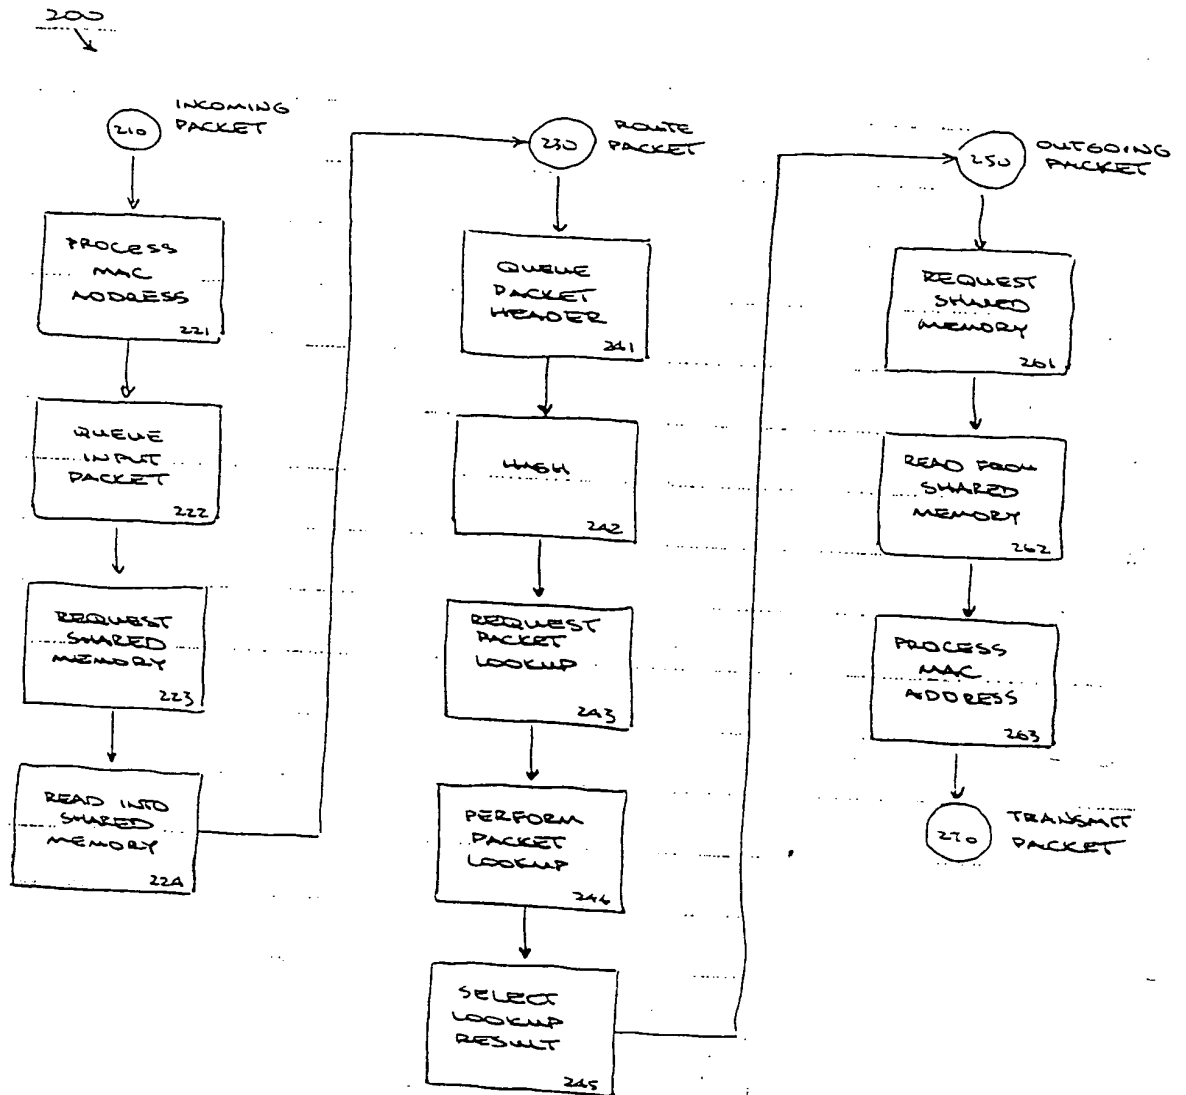 200
210
INCOMING
PACKET
PROCESS
MAC
ADDRESS
221
QUEUE
INPUT
PACKET
222
REQUEST
SHARED
MEMORY
223
READ INTO
SHARED
MEMORY
224
230
ROUTE
PACKET
QUEUE
PACKET
HEADER
241
HASH
242
REQUEST
PACKET
LOOKUP
243
PERFORM
PACKET
LOOKUP
244
SELECT
LOOKUP
RESULT
245
250
OUTGOING
PACKET
REQUEST
SHARED
MEMORY
261
READ FROM
SHARED
MEMORY
262
PROCESS
MAC
ADDRESS
263
270
TRANSMIT
PACKET